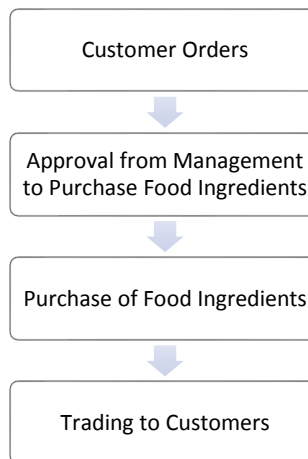 Customer Orders
Approval from Management
to Purchase Food Ingredients
Purchase of Food Ingredients
Trading to Customers